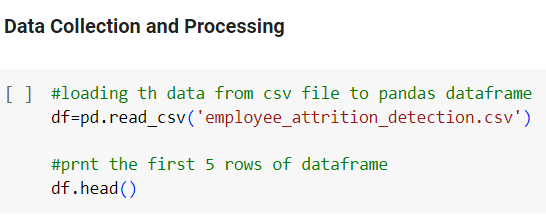 Data Collection and Processing
[ ] #loading th data from csv file to pandas dataframe
df=pd.read_csv('employee_attrition_detection.csv')
#prnt the first 5 rows of dataframe
df.head()